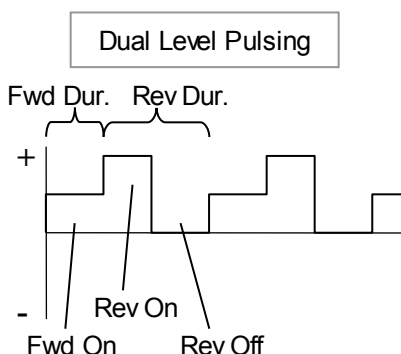 Dual Level Pulsing
Fwd Dur. Rev Dur.
+
-
Rev On
Fwd On Rev Off